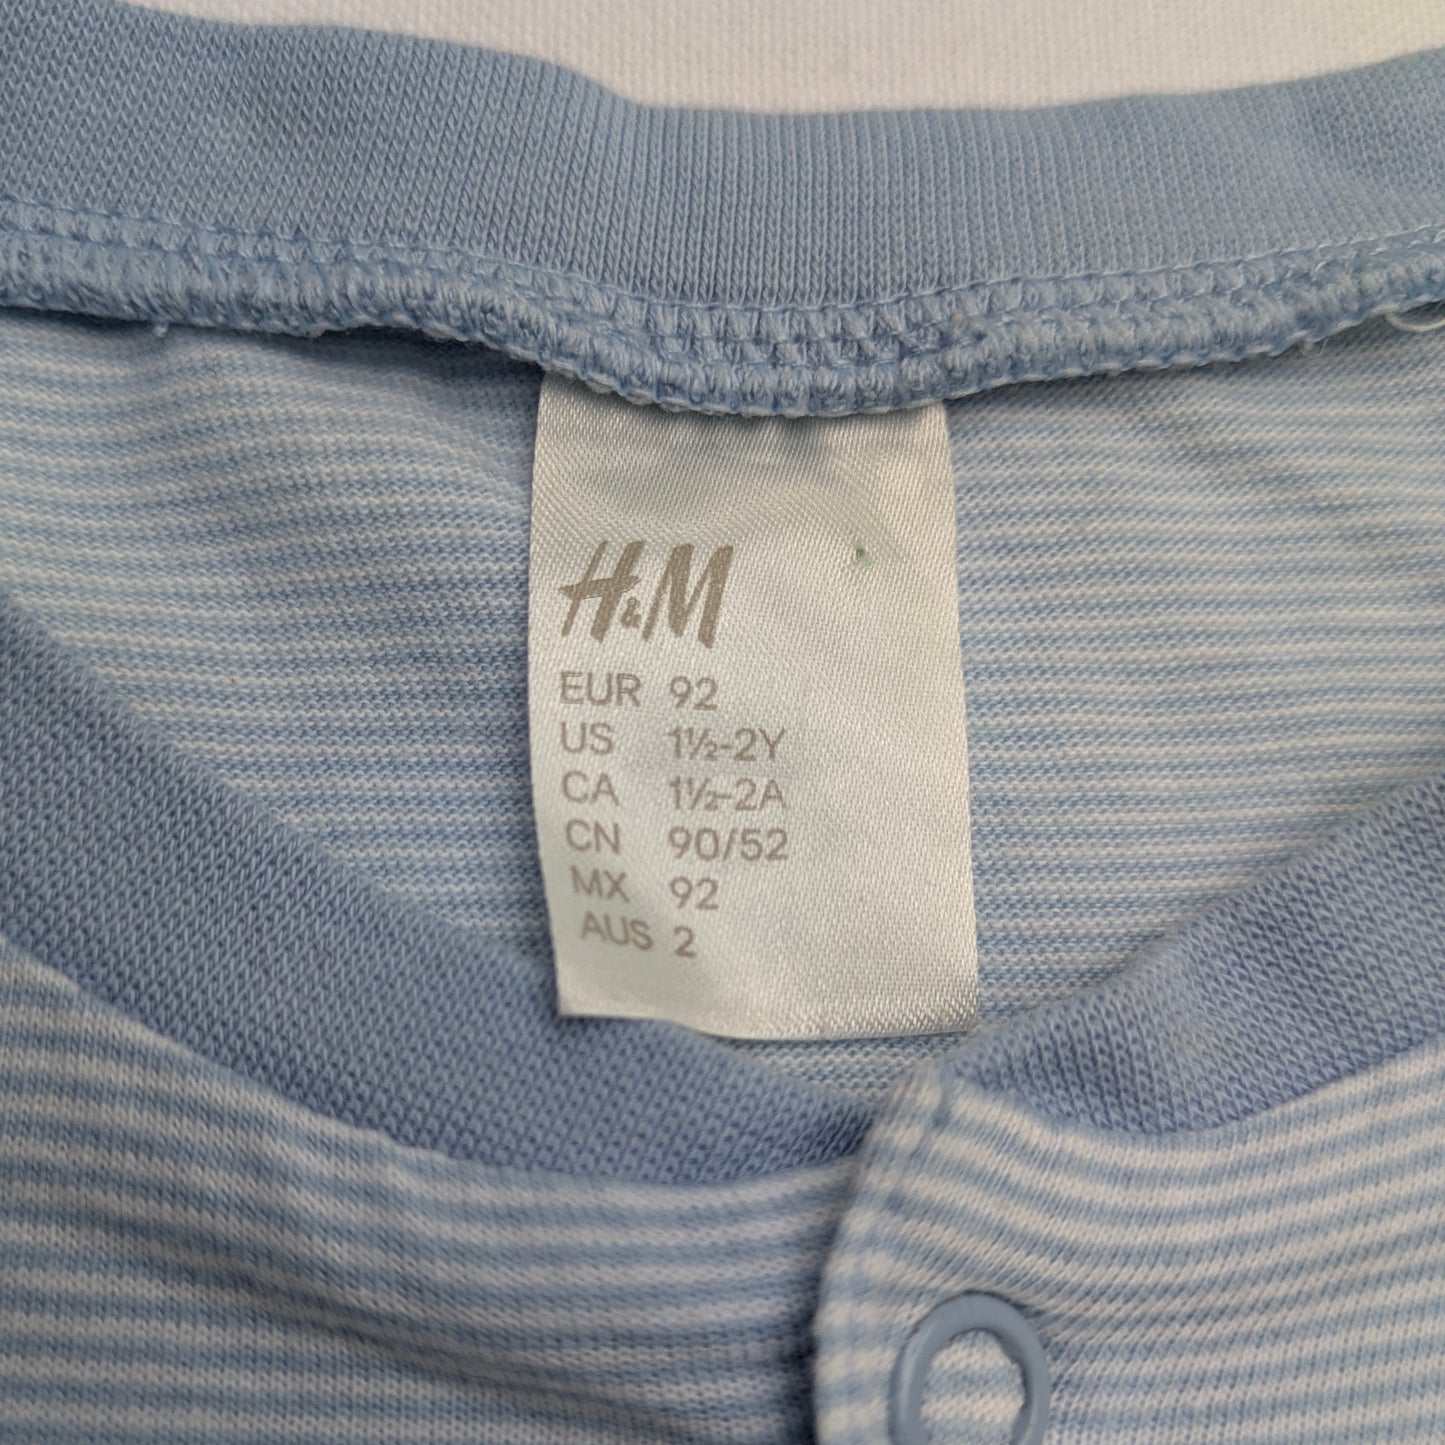 H&M
EUR 92
US 1½-2Y
CA 1½-2A
CN 90/52
MX 92
AUS 2